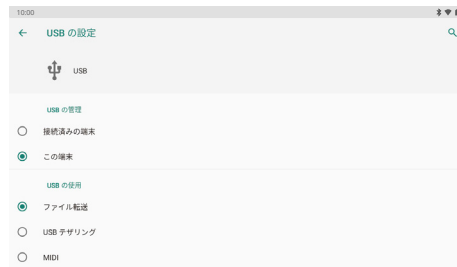 10:00
USB の設定
USB
USB の管理
接続済みの端末
この端末
USB の使用
ファイル転送
USB テザリング
MIDI